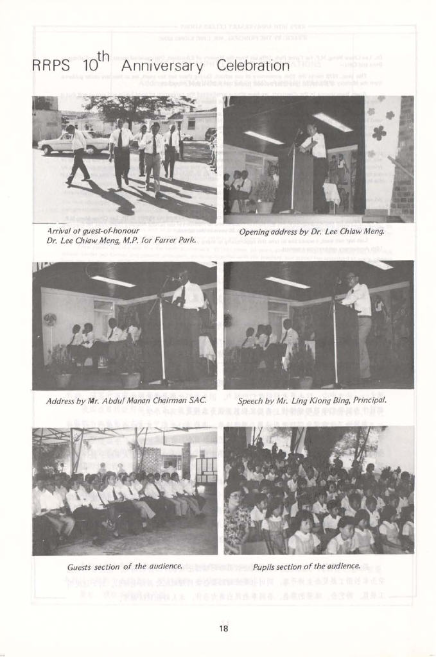 RRPS 10th Anniversary Celebration
Arrival of guest-of-honour
Dr. Lee Chiaw Meng, M.P. for Farrer Park.
Opening address by Dr. Lee Chiaw Meng.
Address by Mr. Abdul Manan Chairman SAC.
Speech by Mr. Ling Kiong Bing, Principal.
Guests section of the audience.
Pupils section of the audience.
18